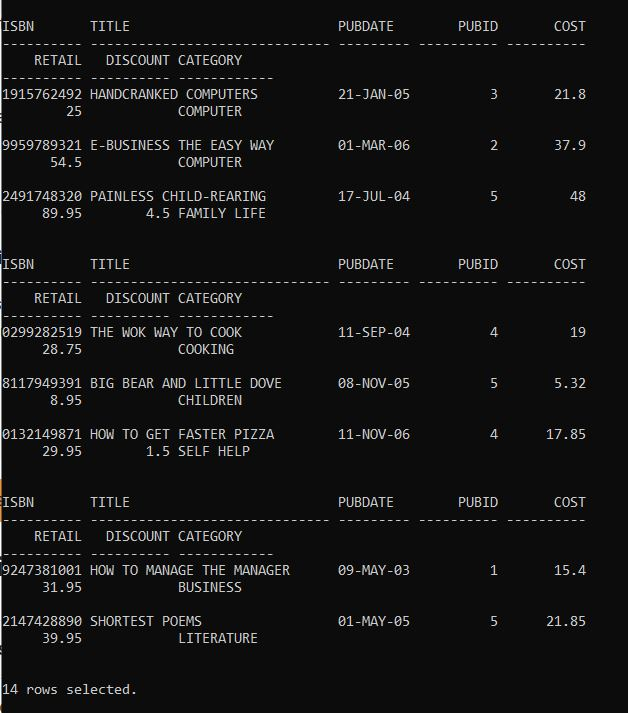 ISBN       TITLE                          PUBDATE        PUBID       COST
---------- ------------------------------ --------- ---------- ----------
    RETAIL   DISCOUNT CATEGORY
---------- ---------- ------------
1915762492 HANDCRANKED COMPUTERS          21-JAN-05          3       21.8
        25            COMPUTER
9959789321 E-BUSINESS THE EASY WAY        01-MAR-06          2       37.9
      54.5            COMPUTER
2491748320 PAINLESS CHILD-REARING         17-JUL-04          5         48
     89.95        4.5 FAMILY LIFE
ISBN       TITLE                          PUBDATE        PUBID       COST
---------- ------------------------------ --------- ---------- ----------
    RETAIL   DISCOUNT CATEGORY
---------- ---------- ------------
0299282519 THE WOK WAY TO COOK            11-SEP-04          4         19
     28.75            COOKING
8117949391 BIG BEAR AND LITTLE DOVE       08-NOV-05          5       5.32
      8.95            CHILDREN
0132149871 HOW TO GET FASTER PIZZA        11-NOV-06          4      17.85
     29.95        1.5 SELF HELP
ISBN       TITLE                          PUBDATE        PUBID       COST
---------- ------------------------------ --------- ---------- ----------
    RETAIL   DISCOUNT CATEGORY
---------- ---------- ------------
9247381001 HOW TO MANAGE THE MANAGER      09-MAY-03          1       15.4
     31.95            BUSINESS
2147428890 SHORTEST POEMS                 01-MAY-05          5      21.85
     39.95            LITERATURE
14 rows selected.